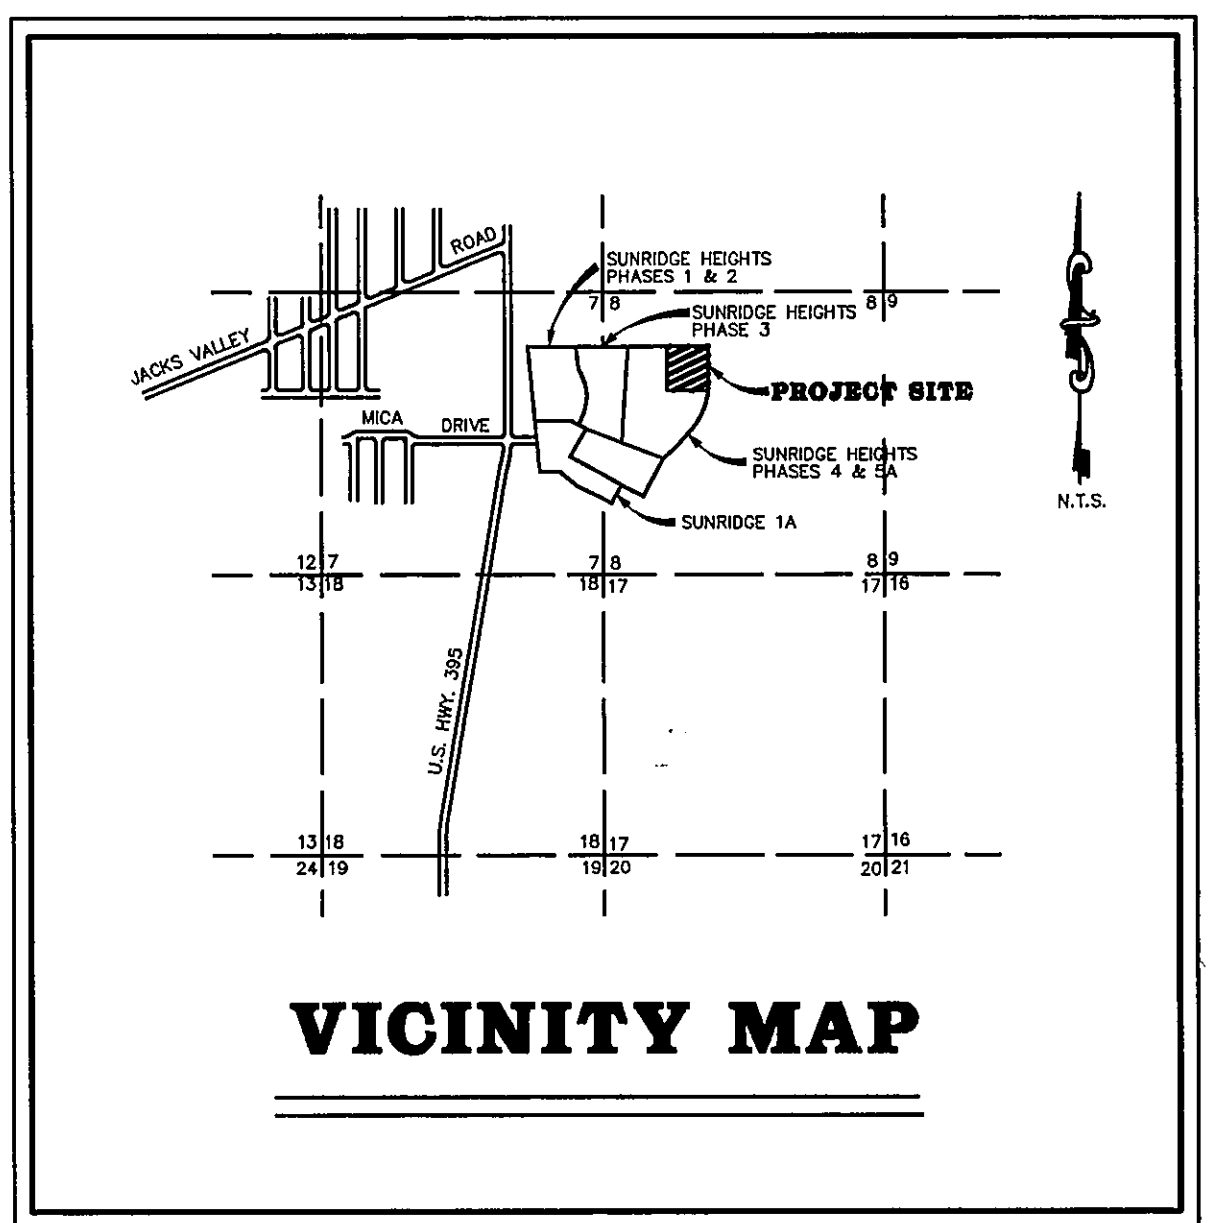 ROAD
SUNRIDGE HEIGHTS
PHASES 1 & 2
7 8
8 9
SUNRIDGE HEIGHTS
PHASE 3
JACKS VALLEY
PROJECT SITE
MICA DRIVE
SUNRIDGE HEIGHTS
PHASES 4 & 5A
N.T.S.
SUNRIDGE 1A
12 7
13 18
7 8
18 17
8 9
17 16
U.S. HWY. 395
13 18
24 19
18 17
19 20
17 16
20 21
VICINITY MAP